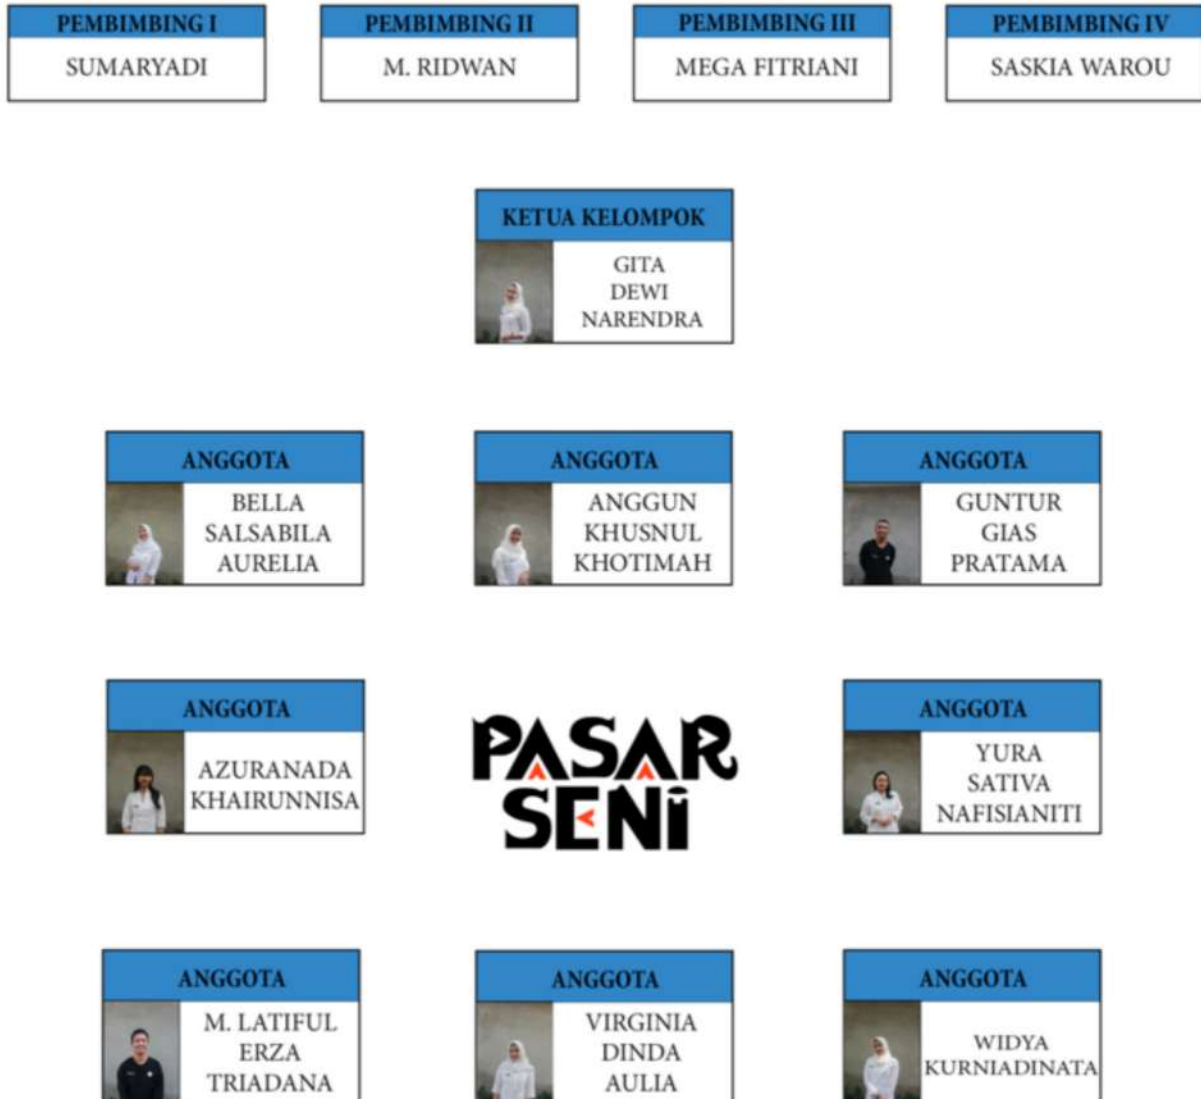 PEMBIMBING I
SUMARYADI
PEMBIMBING II
M. RIDWAN
PEMBIMBING III
MEGA FITRIANI
PEMBIMBING IV
SASKIA WAROU
KETUA KELOMPOK
GITA
DEWI
NARENDRA
ANGGOTA
BELLA
SALSABILA
AURELIA
ANGGOTA
ANGGUN
KHUSNUL
KHOTIMAH
ANGGOTA
GUNTUR
GIAS
PRATAMA
ANGGOTA
AZURANADA
KHAIRUNNISA
PASAR
SENI
ANGGOTA
YURA
SATIVA
NAFISIANITI
ANGGOTA
M. LATIFUL
ERZA
TRIADANA
ANGGOTA
VIRGINIA
DINDA
AULIA
ANGGOTA
WIDYA
KURNIADINATA